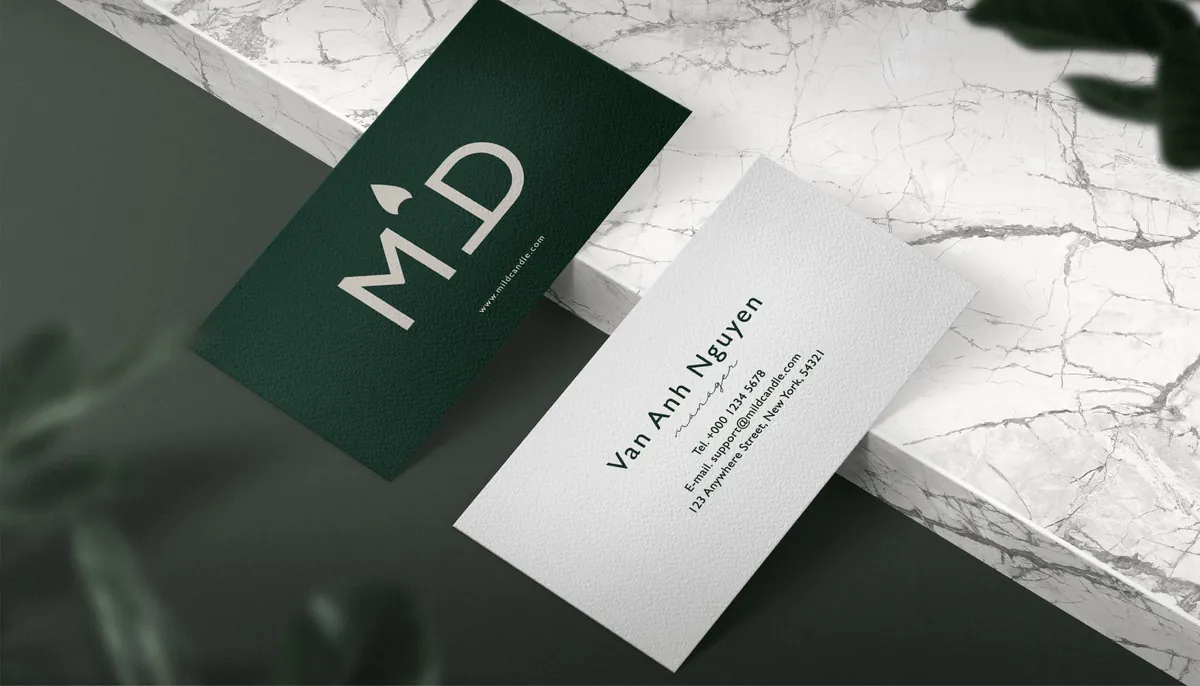 MD
www.mildcandle.com
Van Anh Nguyen
manager
Tel. +000 1234 5678
E-mail. support@mildcandle.com
123 Anywhere Street, New York, 54321